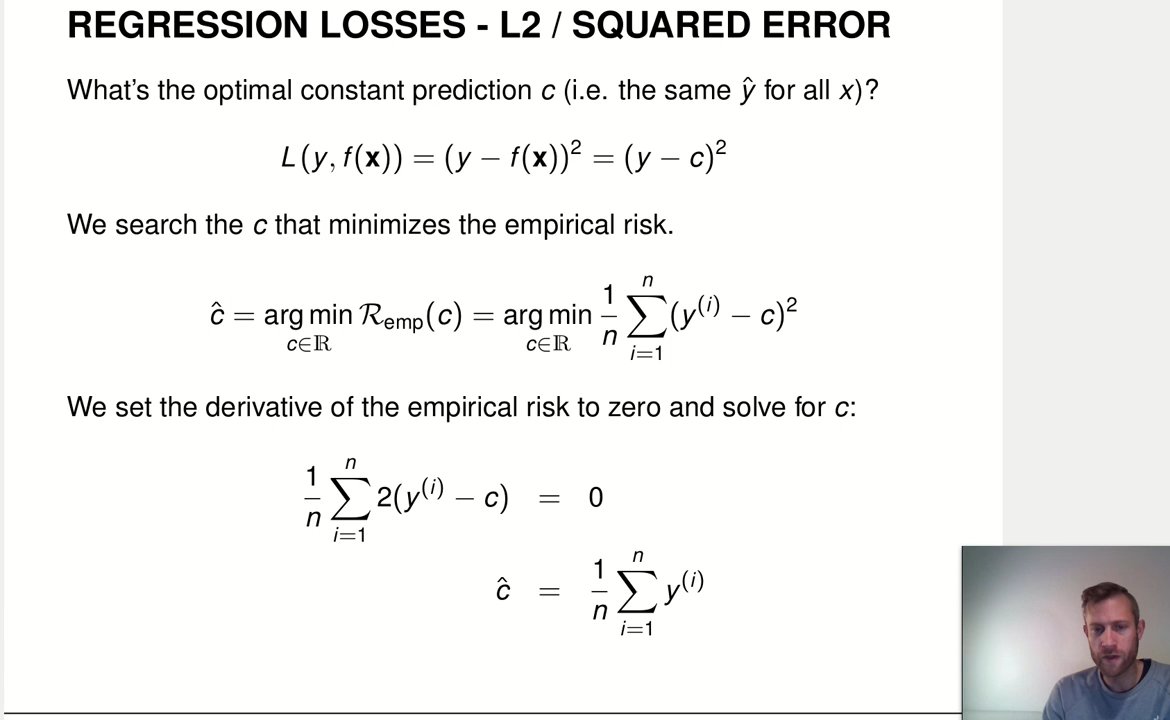 REGRESSION LOSSES - L2 / SQUARED ERROR
What's the optimal constant prediction c (i.e. the same ŷ for all x)?
L(y, f(𝐱)) = (y − f(𝐱))² = (y − c)²
We search the c that minimizes the empirical risk.
ĉ = arg min_{c∈ℝ} ℛ_emp(c) = arg min_{c∈ℝ} 1/n ∑_{i=1}^{n} (y^{(i)} − c)²
We set the derivative of the empirical risk to zero and solve for c:
1/n ∑_{i=1}^{n} 2(y^{(i)} − c) = 0
ĉ = 1/n ∑_{i=1}^{n} y^{(i)}